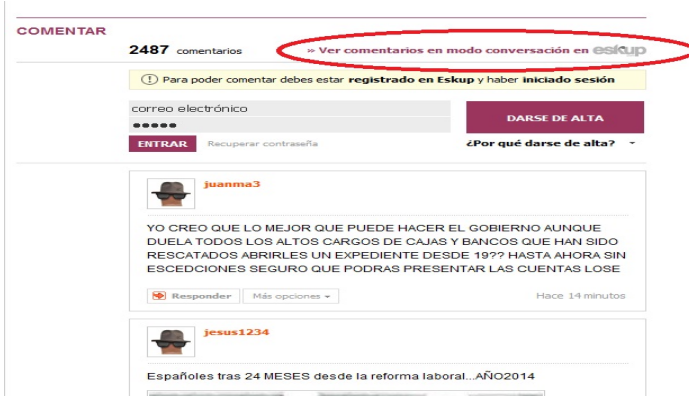 COMENTAR
2487 comentarios » Ver comentarios en modo conversación en eskup
Para poder comentar debes estar registrado en Eskup y haber iniciado sesión
correo electrónico
DARSE DE ALTA
ENTRAR Recuperar contraseña ¿Por qué darse de alta?
juanma3
YO CREO QUE LO MEJOR QUE PUEDE HACER EL GOBIERNO AUNQUE
DUELA TODOS LOS ALTOS CARGOS DE CAJAS Y BANCOS QUE HAN SIDO
RESCATADOS ABRIRLES UN EXPEDIENTE DESDE 19?? HASTA AHORA SIN
ESCEDCIONES SEGURO QUE PODRAS PRESENTAR LAS CUENTAS LOSE
Responder Más opciones Hace 14 minutos
jesus1234
Españoles tras 24 MESES desde la reforma laboral...AÑO2014